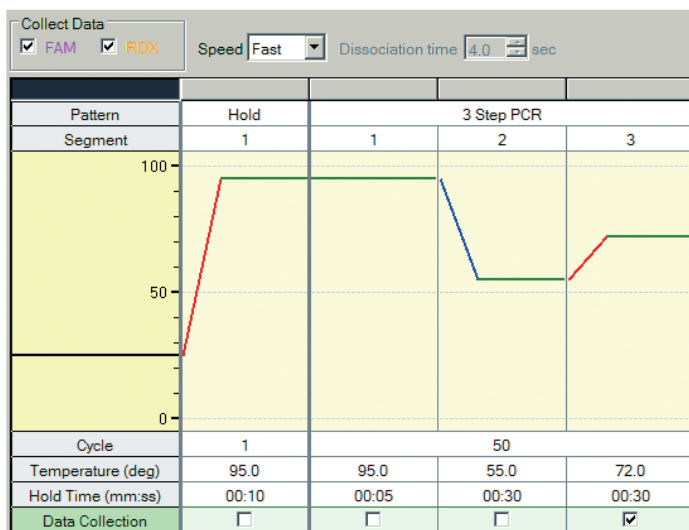 Collect Data
FAM ROX Speed Fast Dissociation time 4.0 sec
Pattern Hold 3 Step PCR
Segment 1 1 2 3
100
50
0
Cycle 1 50
Temperature (deg) 95.0 95.0 55.0 72.0
Hold Time (mm:ss) 00:10 00:05 00:30 00:30
Data Collection